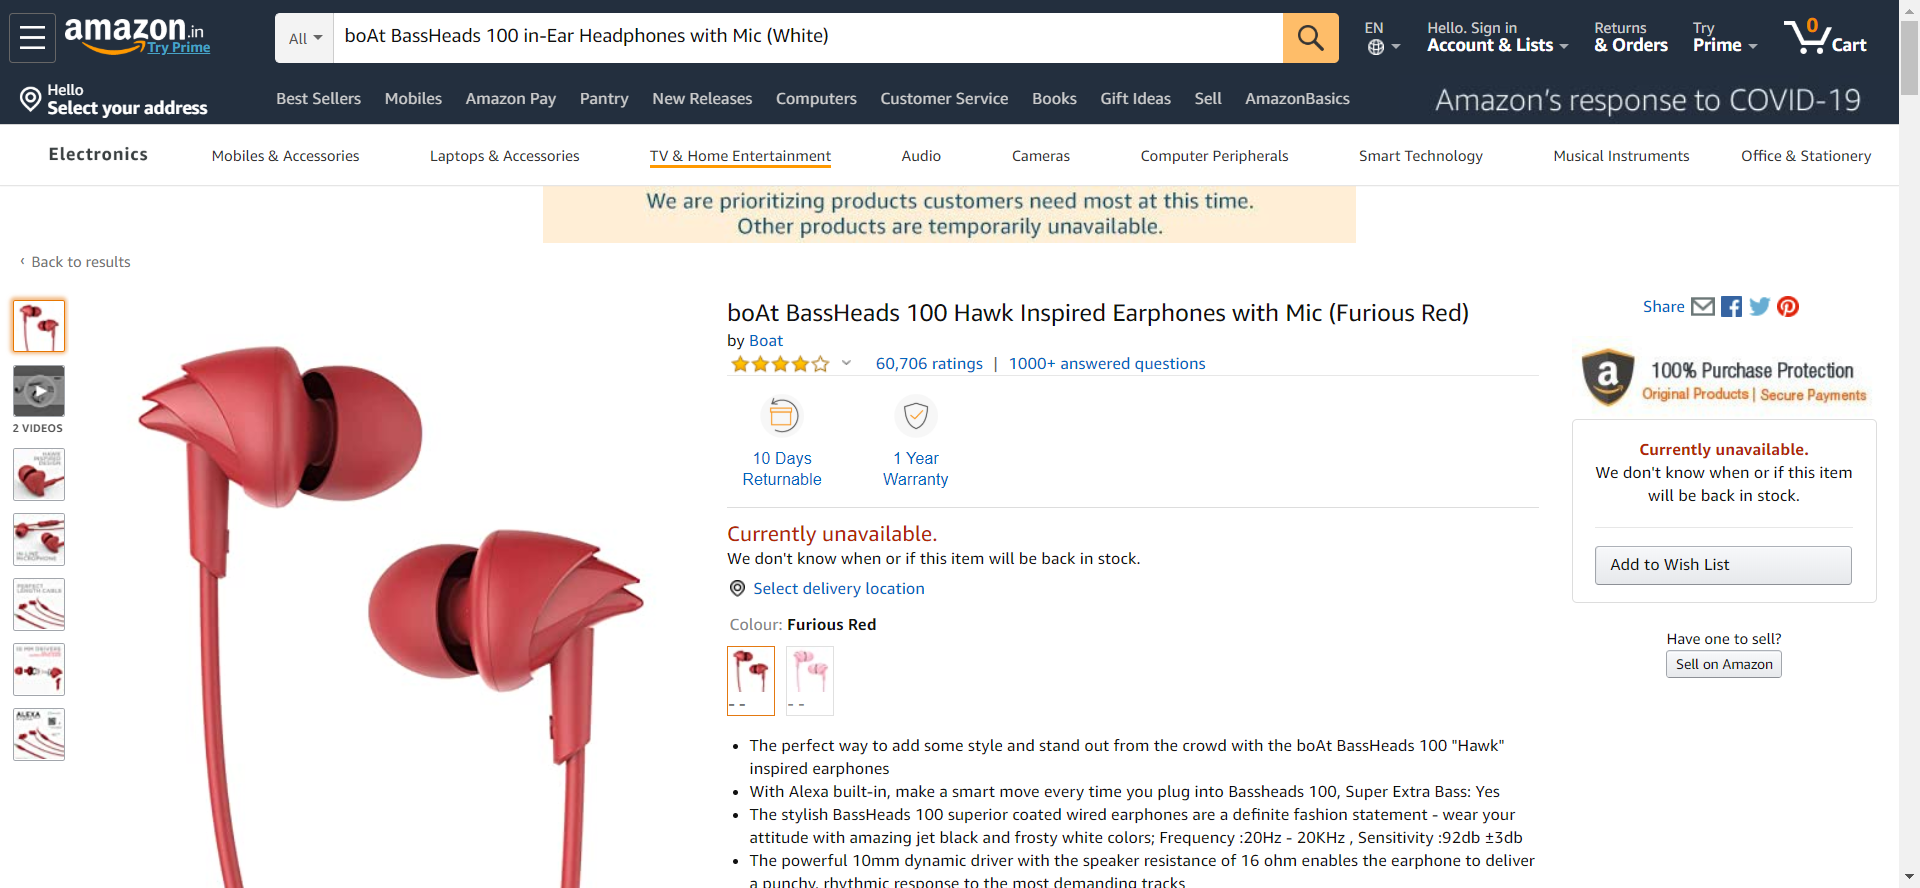 amazon.in
Try Prime
All
boAt BassHeads 100 in-Ear Headphones with Mic (White)
EN
Hello. Sign in
Account & Lists
Returns
& Orders
Try
Prime
0
Cart
Hello
Select your address
Best Sellers Mobiles Amazon Pay Pantry New Releases Computers Customer Service Books Gift Ideas Sell AmazonBasics
Amazon's response to COVID-19
Electronics Mobiles & Accessories Laptops & Accessories TV & Home Entertainment Audio Cameras Computer Peripherals Smart Technology Musical Instruments Office & Stationery
We are prioritizing products customers need most at this time.
Other products are temporarily unavailable.
‹ Back to results
2 VIDEOS
HAWK
INSPIRED
DESIGN
IN-LINE
MICROPHONE
PERFECT
LENGTH CABLE
10 MM DRIVERS
ALEXA
boAt BassHeads 100 Hawk Inspired Earphones with Mic (Furious Red)
by Boat
60,706 ratings | 1000+ answered questions
10 Days
Returnable
1 Year
Warranty
Currently unavailable.
We don't know when or if this item will be back in stock.
Select delivery location
Colour: Furious Red
- -
- -
• The perfect way to add some style and stand out from the crowd with the boAt BassHeads 100 "Hawk"
inspired earphones
• With Alexa built-in, make a smart move every time you plug into Bassheads 100, Super Extra Bass: Yes
• The stylish BassHeads 100 superior coated wired earphones are a definite fashion statement - wear your
attitude with amazing jet black and frosty white colors; Frequency :20Hz - 20KHz , Sensitivity :92db ±3db
• The powerful 10mm dynamic driver with the speaker resistance of 16 ohm enables the earphone to deliver
a punchy, rhythmic response to the most demanding tracks
Share
a
100% Purchase Protection
Original Products | Secure Payments
Currently unavailable.
We don't know when or if this item
will be back in stock.
Add to Wish List
Have one to sell?
Sell on Amazon